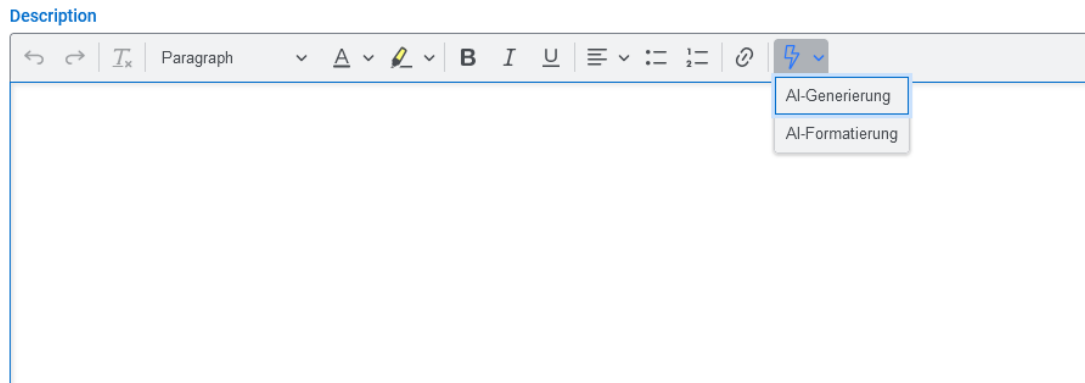 Description
Paragraph
A
B
I
U
AI-Generierung
AI-Formatierung